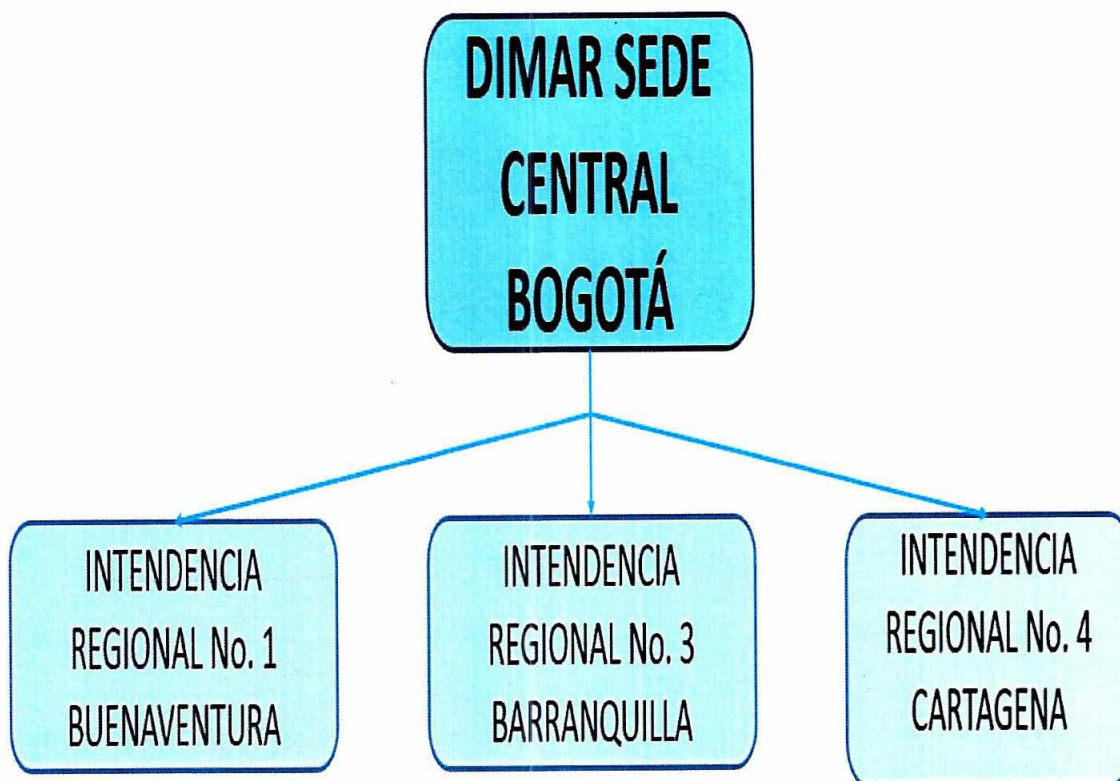 DIMAR SEDE
CENTRAL
BOGOTÁ
INTENDENCIA
REGIONAL No. 1
BUENAVENTURA
INTENDENCIA
REGIONAL No. 3
BARRANQUILLA
INTENDENCIA
REGIONAL No. 4
CARTAGENA